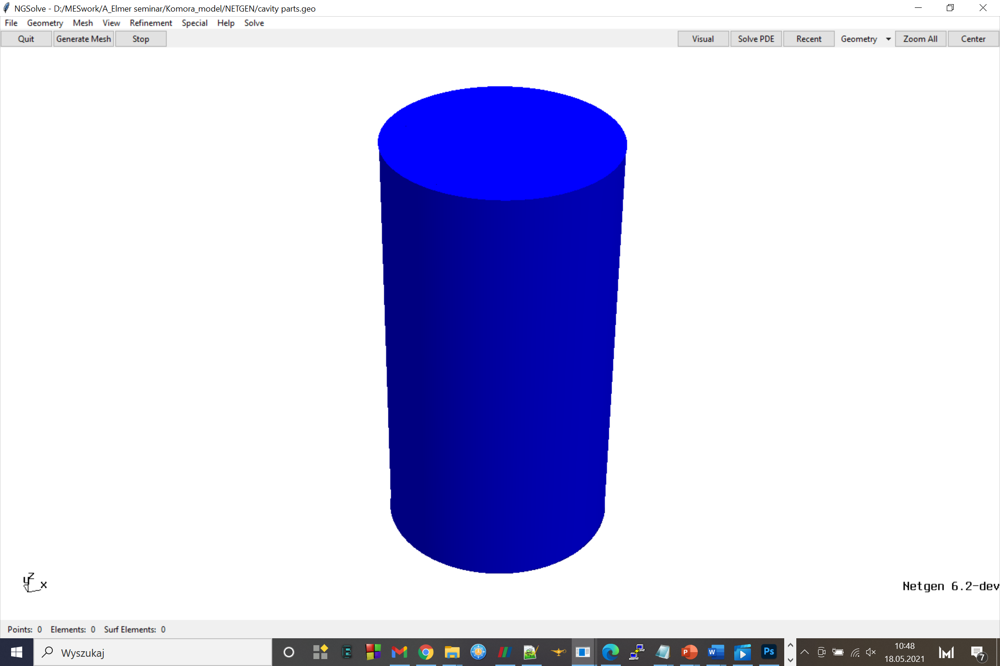 NGSolve - D:/MESwork/A_Elmer seminar/Komora_model/NETGEN/cavity parts.geo
File Geometry Mesh View Refinement Special Help Solve
Quit Generate Mesh Stop Visual Solve PDE Recent Geometry Zoom All Center
y z x
Netgen 6.2-dev
Points: 0 Elements: 0 Surf Elements: 0
Wyszukaj
E
P
W
Ps
10:48
18.05.2021
7